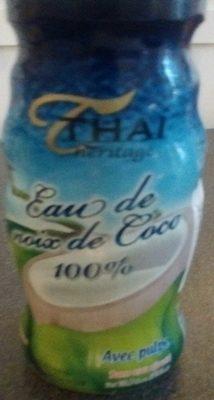 THAI
heritage
Eau de
noix de Coco
100%
Avec pulpe